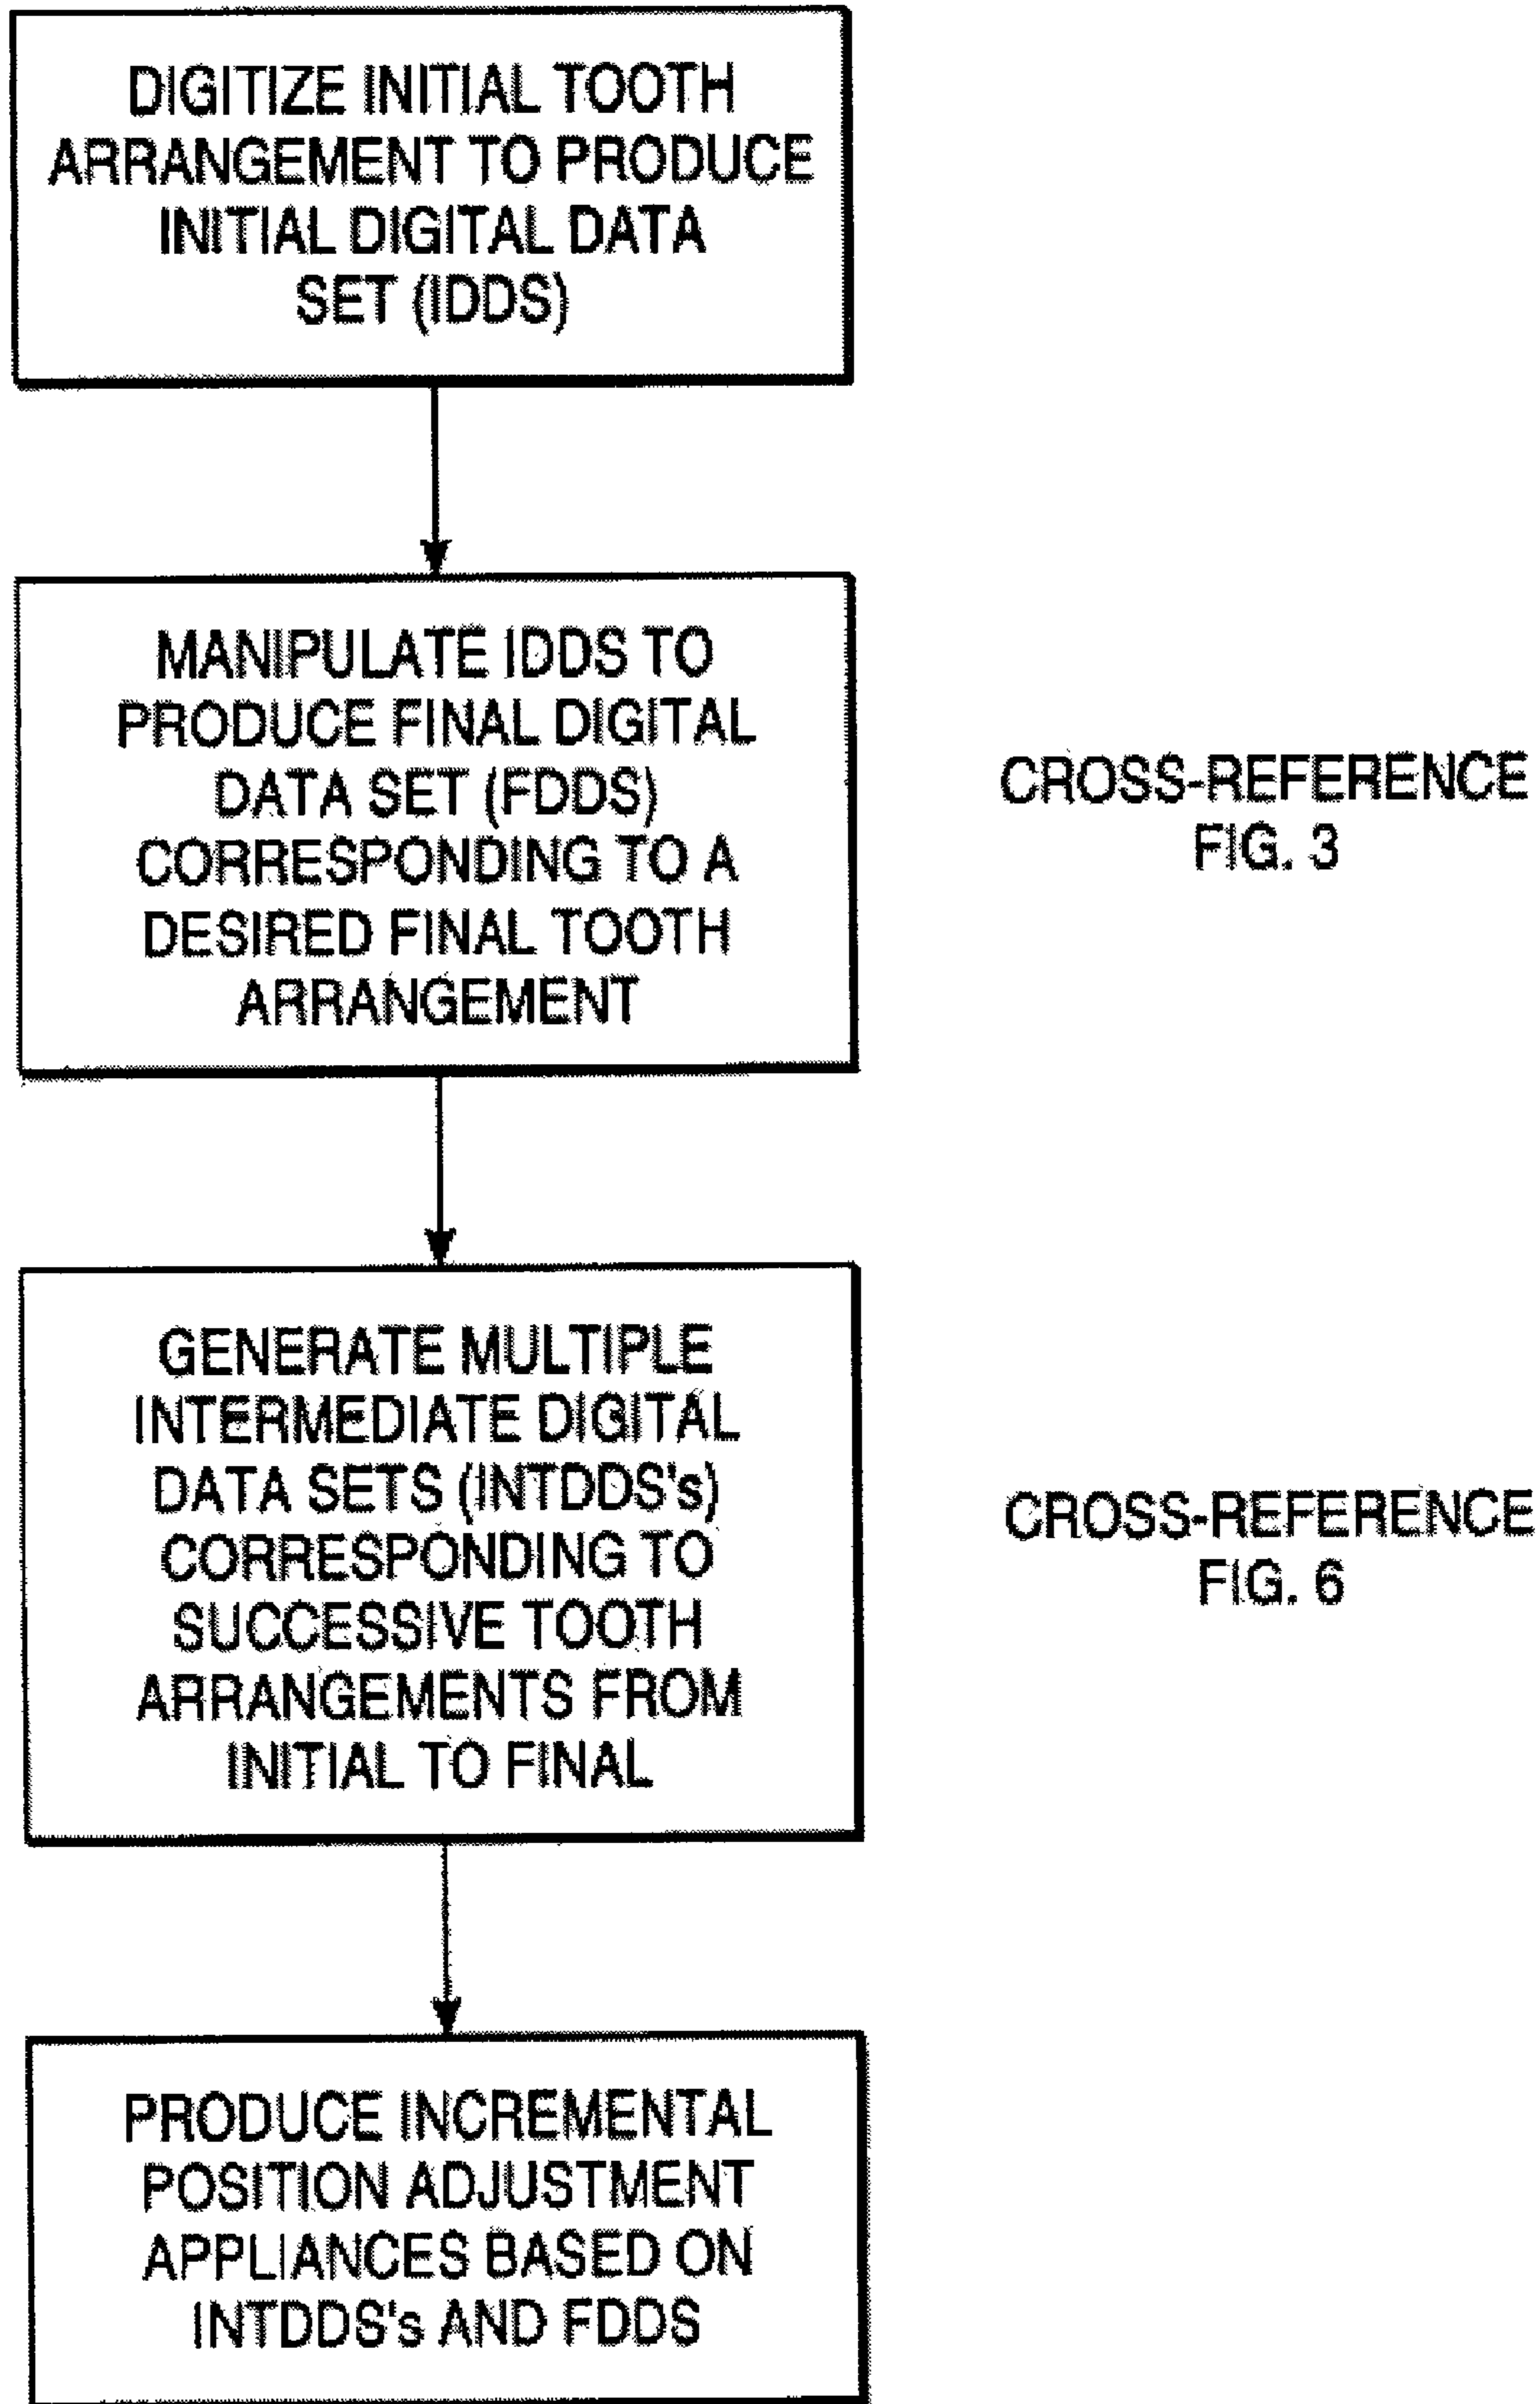 DIGITIZE INITIAL TOOTH
ARRANGEMENT TO PRODUCE
INITIAL DIGITAL DATA
SET (IDDS)
MANIPULATE IDDS TO
PRODUCE FINAL DIGITAL
DATA SET (FDDS)
CORRESPONDING TO A
DESIRED FINAL TOOTH
ARRANGEMENT
CROSS-REFERENCE
FIG. 3
GENERATE MULTIPLE
INTERMEDIATE DIGITAL
DATA SETS (INTDDS's)
CORRESPONDING TO
SUCCESSIVE TOOTH
ARRANGEMENTS FROM
INITIAL TO FINAL
CROSS-REFERENCE
FIG. 6
PRODUCE INCREMENTAL
POSITION ADJUSTMENT
APPLIANCES BASED ON
INTDDS's AND FDDS